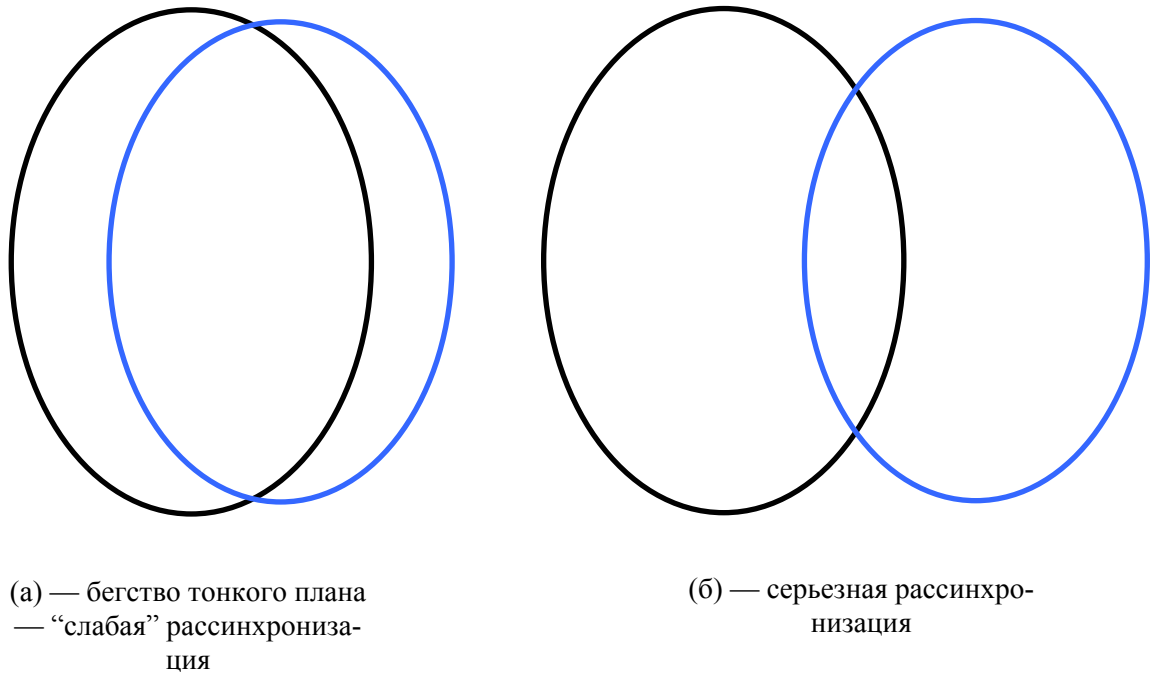 (а) — бегство тонкого плана
— “слабая” рассинхрониза-
ция
(б) — серьезная рассинхро-
низация